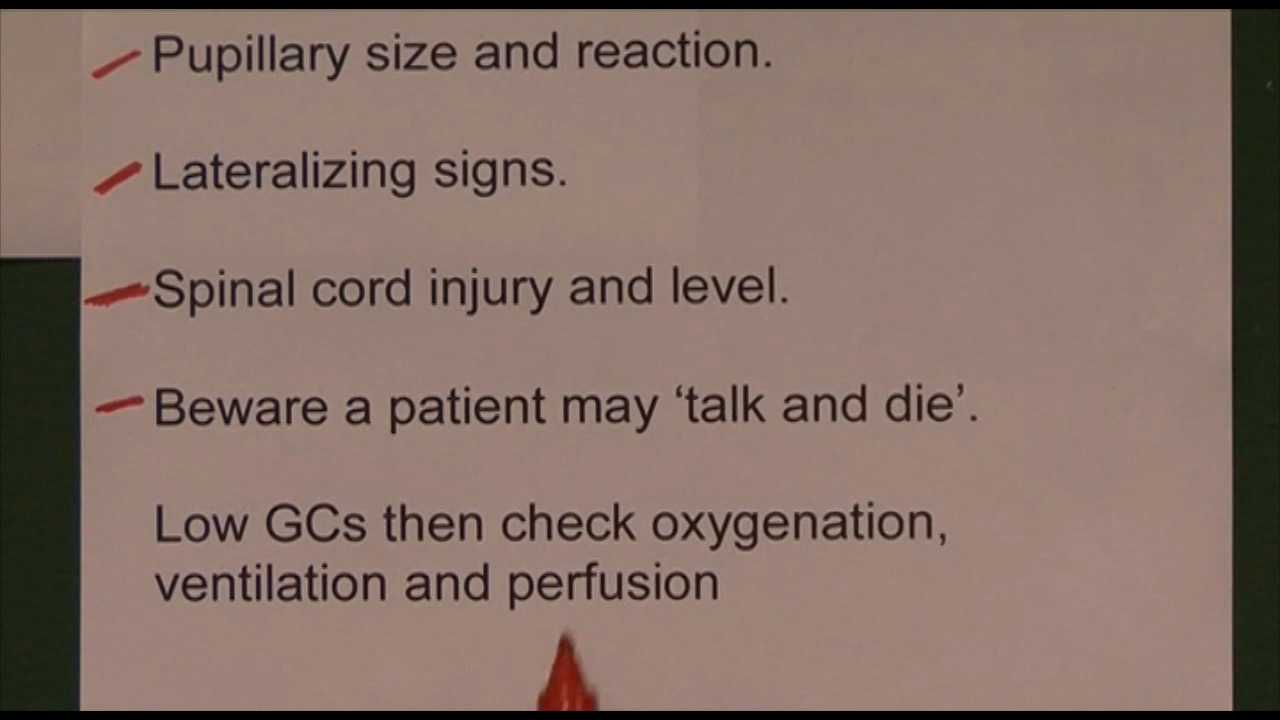 Pupillary size and reaction.
Lateralizing signs.
Spinal cord injury and level.
Beware a patient may ‘talk and die’.
Low GCs then check oxygenation,
ventilation and perfusion